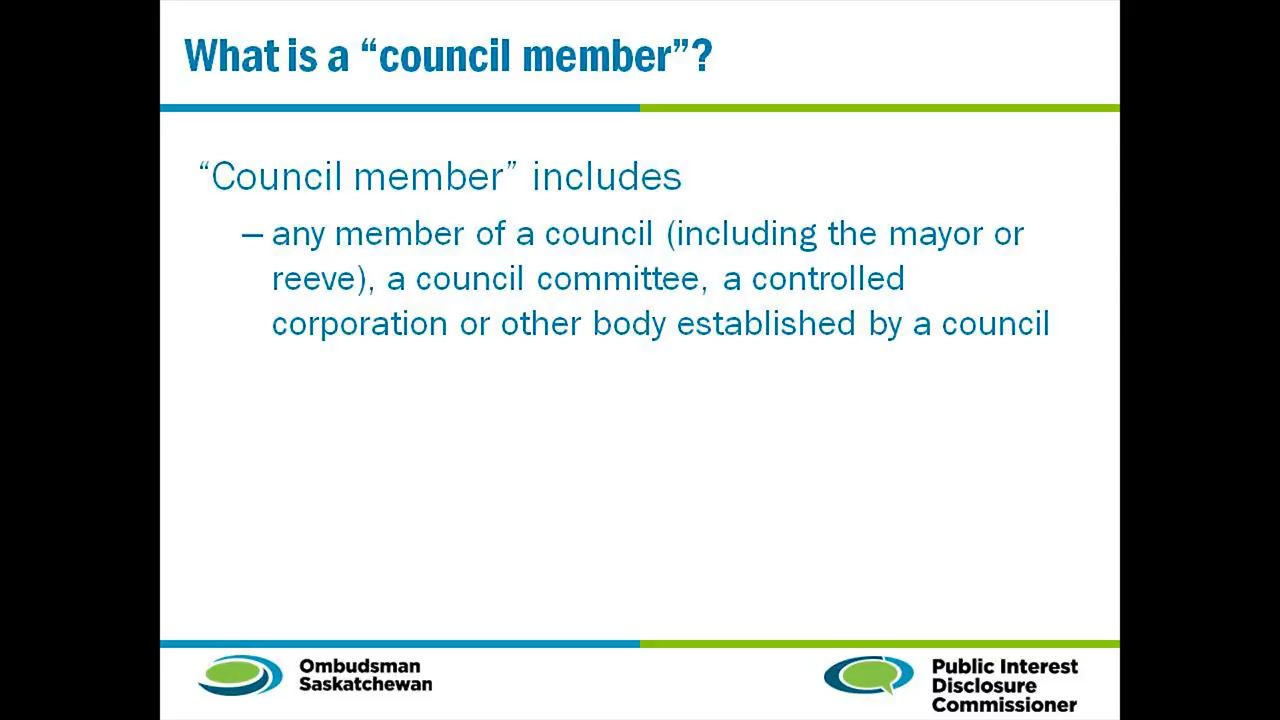 What is a “council member”?
“Council member” includes
– any member of a council (including the mayor or
reeve), a council committee, a controlled
corporation or other body established by a council
Ombudsman
Saskatchewan
Public Interest
Disclosure
Commissioner